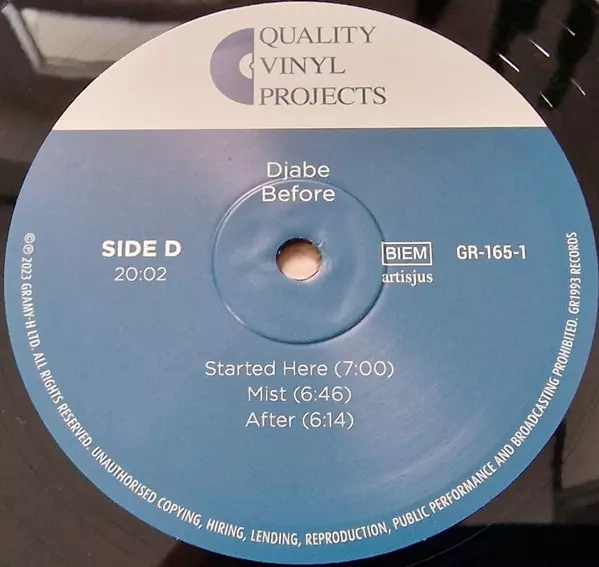 QUALITY
VINYL
PROJECTS
Djabe
Before
SIDE D
20:02
BIEM
artisjus
GR-165-1
Started Here (7:00)
Mist (6:46)
After (6:14)
©℗ 2023 GRAMY-H LTD. ALL RIGHTS RESERVED. UNAUTHORISED COPYING, HIRING, LENDING, REPRODUCTION, PUBLIC PERFORMANCE AND BROADCASTING PROHIBITED. GR1993 RECORDS